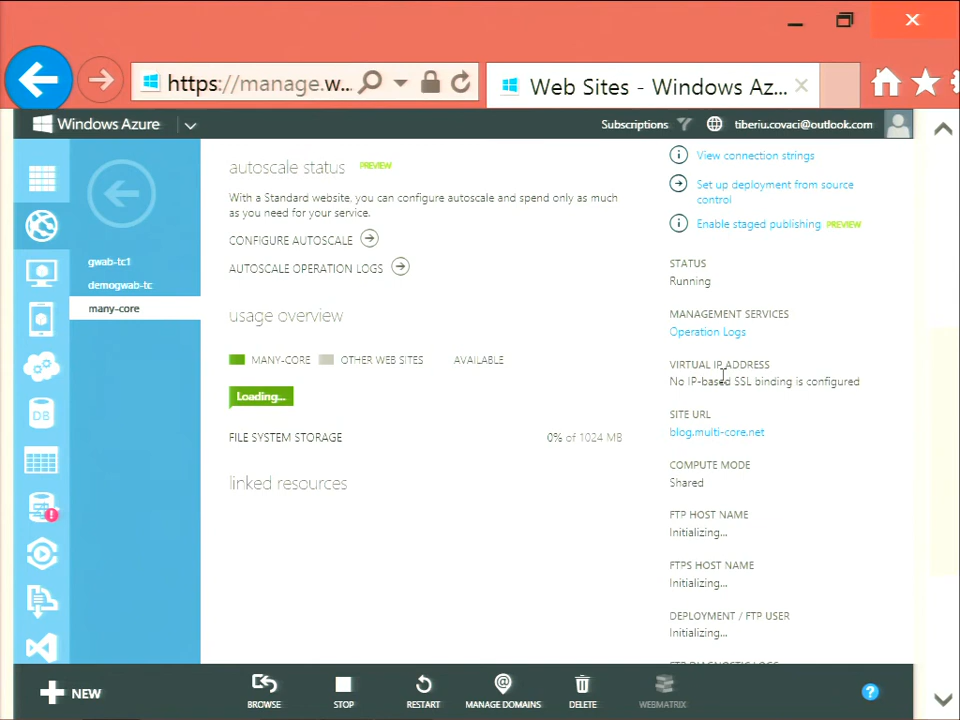 https://manage.w...
Web Sites - Windows Az...
Windows Azure
Subscriptions
tiberiu.covaci@outlook.com
gwab-tc1
demogwab-tc
many-core
autoscale status PREVIEW
With a Standard website, you can configure autoscale and spend only as much
as you need for your service.
CONFIGURE AUTOSCALE
AUTOSCALE OPERATION LOGS
usage overview
MANY-CORE OTHER WEB SITES AVAILABLE
Loading...
FILE SYSTEM STORAGE 0% of 1024 MB
linked resources
View connection strings
Set up deployment from source
control
Enable staged publishing PREVIEW
STATUS
Running
MANAGEMENT SERVICES
Operation Logs
VIRTUAL IP ADDRESS
No IP-based SSL binding is configured
SITE URL
blog.multi-core.net
COMPUTE MODE
Shared
FTP HOST NAME
Initializing...
FTPS HOST NAME
Initializing...
DEPLOYMENT / FTP USER
Initializing...
FTP DIAGNOSTIC LOGS
DB
NEW
BROWSE
STOP
RESTART
MANAGE DOMAINS
DELETE
WEBMATRIX
?